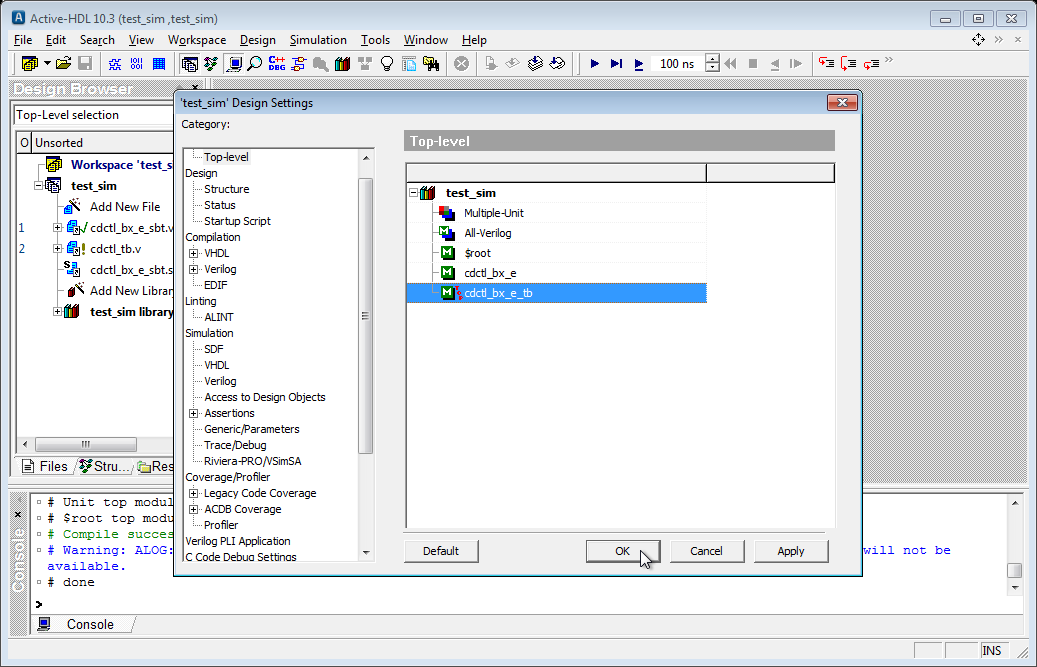 Active-HDL 10.3 (test_sim ,test_sim)
File Edit Search View Workspace Design Simulation Tools Window Help
100 ns
Design Browser
Top-Level selection
O Unsorted
Workspace 'test_s
test_sim
Add New File
1 cdctl_bx_e_sbt.v
2 cdctl_tb.v
cdctl_bx_e_sbt.s
Add New Librar
test_sim library
Files Stru... Res
'test_sim' Design Settings
Category:
Top-level
Design
Structure
Status
Startup Script
Compilation
VHDL
Verilog
EDIF
Linting
ALINT
Simulation
SDF
VHDL
Verilog
Access to Design Objects
Assertions
Generic/Parameters
Trace/Debug
Riviera-PRO/VSimSA
Coverage/Profiler
Legacy Code Coverage
ACDB Coverage
Profiler
Verilog PLI Application
C Code Debug Settings
Top-level
test_sim
Multiple-Unit
All-Verilog
$root
cdctl_bx_e
cdctl_bx_e_tb
Default OK Cancel Apply
# Unit top modul
# $root top modu
# Compile succes
# Warning: ALOG: will not be
available.
# done
>
Console
Console
INS